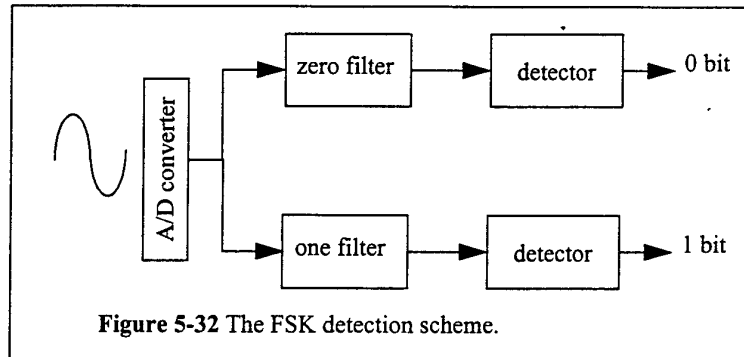 zero filter
detector
0 bit
A/D converter
one filter
detector
1 bit
Figure 5-32 The FSK detection scheme.